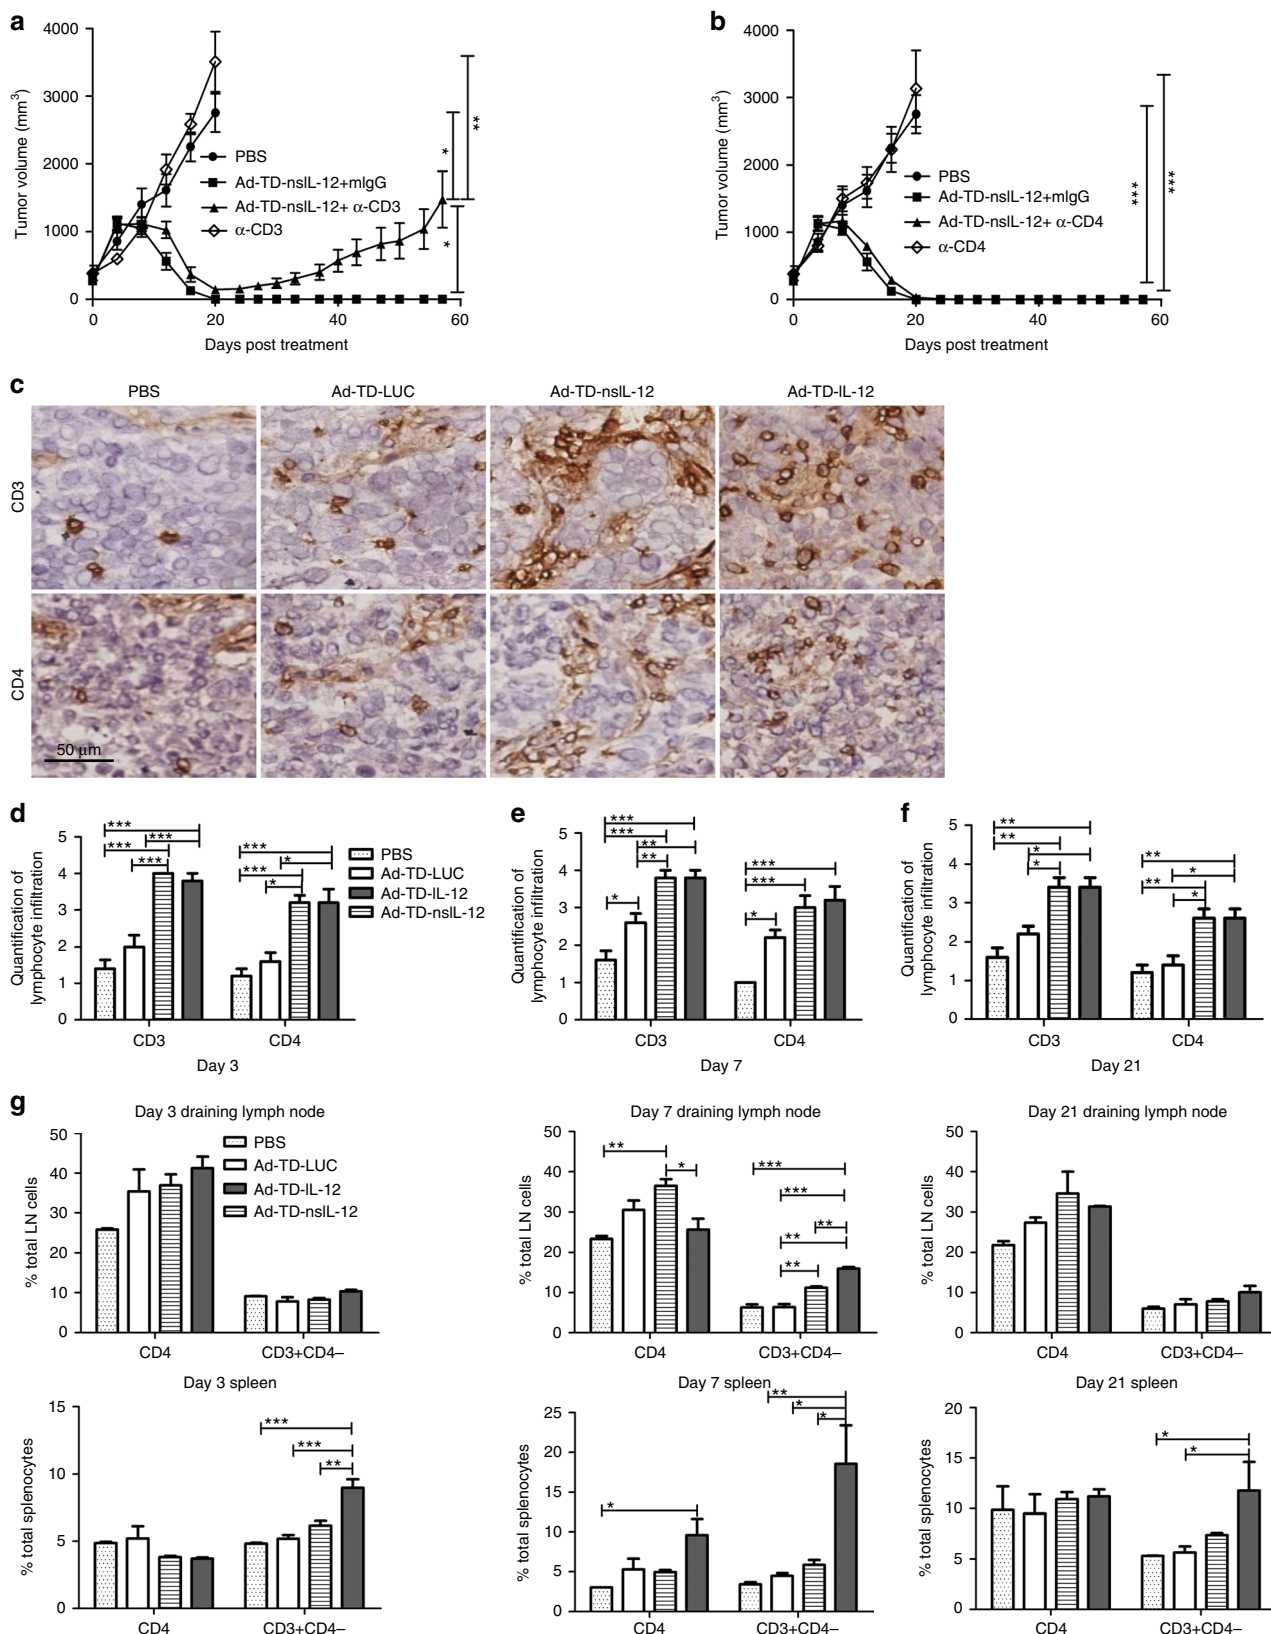 a
4000
3000
2000
1000
0
Tumor volume (mm3)
PBS
Ad-TD-nsIL-12+mIgG
Ad-TD-nsIL-12+ α-CD3
α-CD3
**
*
*
0 20 40 60
Days post treatment
b
4000
3000
2000
1000
0
Tumor volume (mm3)
PBS
Ad-TD-nsIL-12+mIgG
Ad-TD-nsIL-12+ α-CD4
α-CD4
***
***
0 20 40 60
Days post treatment
c
PBS Ad-TD-LUC Ad-TD-nsIL-12 Ad-TD-IL-12
CD3
CD4
50 μm
d
Quantification of
lymphocyte infiltration
5
4
3
2
1
0
***
***
***
***
***
*
***
*
PBS
Ad-TD-LUC
Ad-TD-IL-12
Ad-TD-nsIL-12
CD3 CD4
Day 3
e
Quantification of
lymphocyte infiltration
5
4
3
2
1
0
***
***
**
**
*
***
***
*
CD3 CD4
Day 7
f
Quantification of
lymphocyte infiltration
5
4
3
2
1
0
**
**
*
*
**
*
**
*
CD3 CD4
Day 21
g
Day 3 draining lymph node
% total LN cells
50
40
30
20
10
0
PBS
Ad-TD-LUC
Ad-TD-IL-12
Ad-TD-nsIL-12
CD4 CD3+CD4–
Day 7 draining lymph node
% total LN cells
50
40
30
20
10
0
**
*
***
***
**
**
**
CD4 CD3+CD4–
Day 21 draining lymph node
% total LN cells
50
40
30
20
10
0
CD4 CD3+CD4–
Day 3 spleen
% total splenocytes
15
10
5
0
***
***
**
CD4 CD3+CD4–
Day 7 spleen
% total splenocytes
25
20
15
10
5
0
*
**
*
*
CD4 CD3+CD4–
Day 21 spleen
% total splenocytes
20
15
10
5
0
*
*
CD4 CD3+CD4–